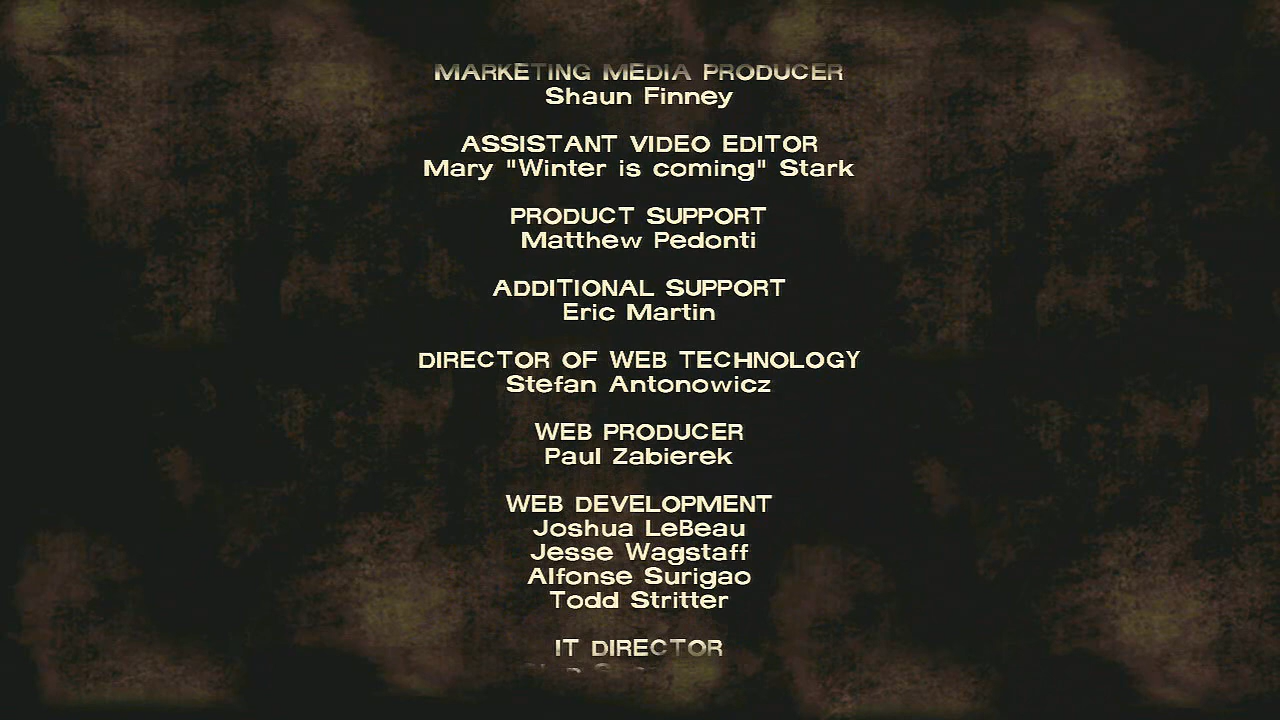 MARKETING MEDIA PRODUCER
Shaun Finney
ASSISTANT VIDEO EDITOR
Mary "Winter is coming" Stark
PRODUCT SUPPORT
Matthew Pedonti
ADDITIONAL SUPPORT
Eric Martin
DIRECTOR OF WEB TECHNOLOGY
Stefan Antonowicz
WEB PRODUCER
Paul Zabierek
WEB DEVELOPMENT
Joshua LeBeau
Jesse Wagstaff
Alfonse Surigao
Todd Stritter
IT DIRECTOR